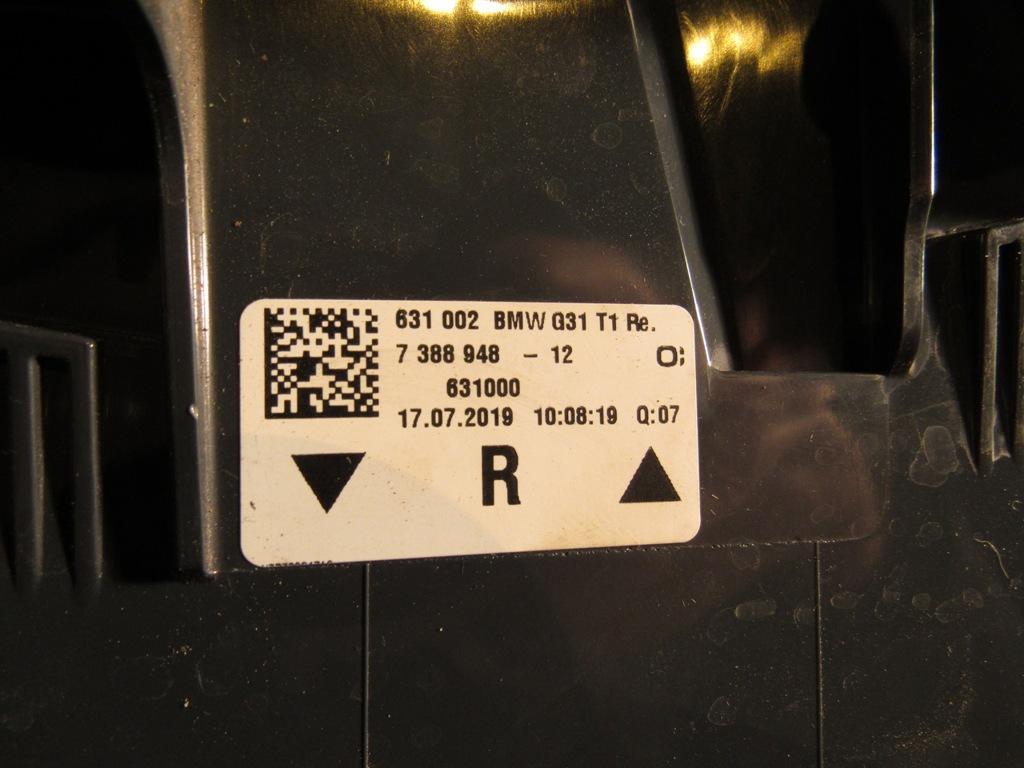 631 002 BMW G31 T1 Re.
7 388 948 - 12 O:
631000
17.07.2019 10:08:19 Q:07
R